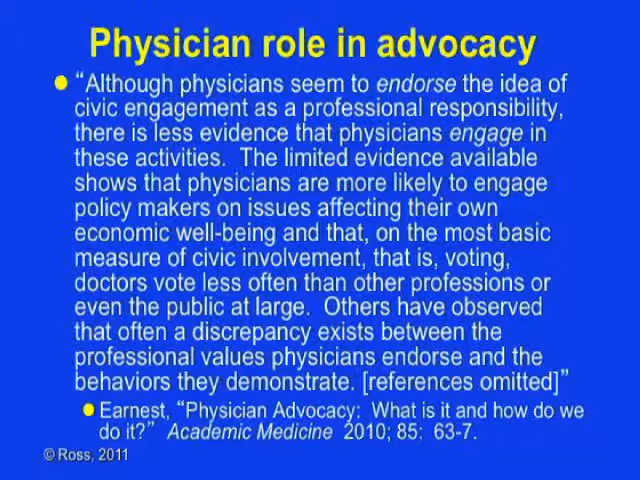 Physician role in advocacy
“Although physicians seem to endorse the idea of
civic engagement as a professional responsibility,
there is less evidence that physicians engage in
these activities.  The limited evidence available
shows that physicians are more likely to engage
policy makers on issues affecting their own
economic well-being and that, on the most basic
measure of civic involvement, that is, voting,
doctors vote less often than other professions or
even the public at large.  Others have observed
that often a discrepancy exists between the
professional values physicians endorse and the
behaviors they demonstrate. [references omitted]”
Earnest, “Physician Advocacy:  What is it and how do we
do it?”  Academic Medicine  2010; 85:  63-7.
© Ross, 2011